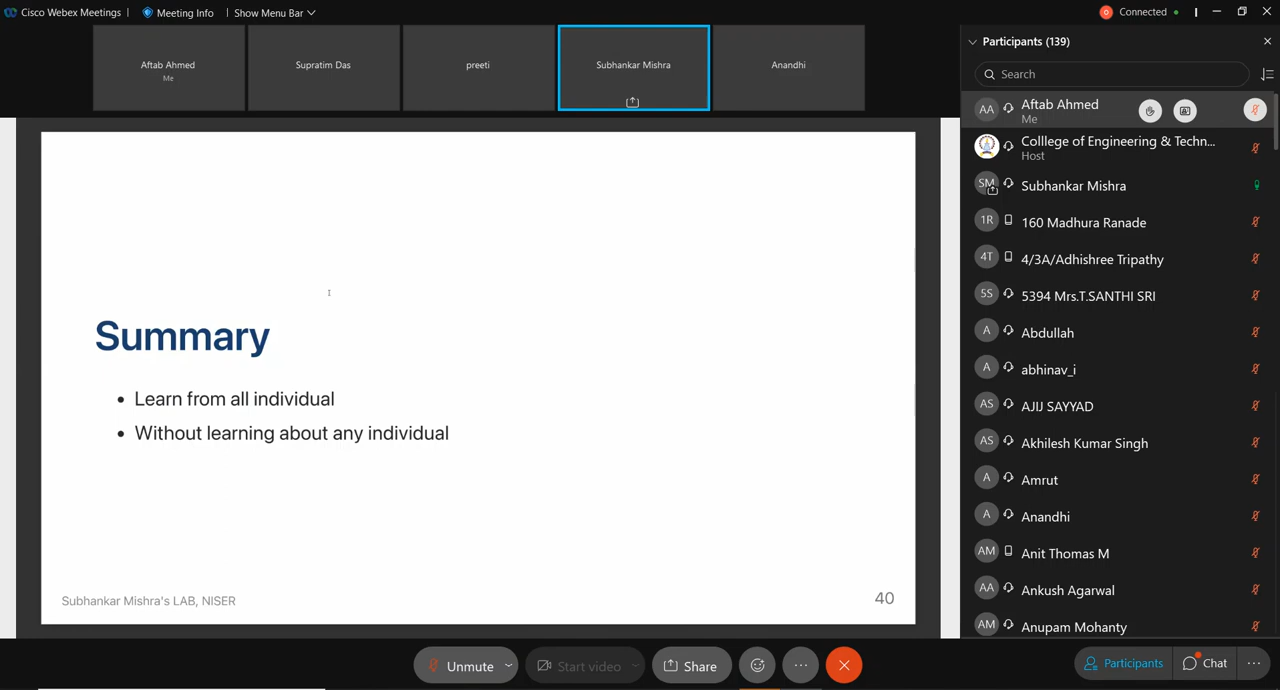 Cisco Webex Meetings
Meeting Info
Show Menu Bar
Connected
Aftab Ahmed
Me
Supratim Das
preeti
Subhankar Mishra
Anandhi
Summary
• Learn from all individual
• Without learning about any individual
Subhankar Mishra's LAB, NISER
40
Participants (139)
Search
AA Aftab Ahmed
Me
Colllege of Engineering & Techn...
Host
SM Subhankar Mishra
1R 160 Madhura Ranade
4T 4/3A/Adhishree Tripathy
5S 5394 Mrs.T.SANTHI SRI
A Abdullah
A abhinav_i
AS AJIJ SAYYAD
AS Akhilesh Kumar Singh
A Amrut
A Anandhi
AM Anit Thomas M
AA Ankush Agarwal
AM Anupam Mohanty
Unmute
Start video
Share
Participants
Chat